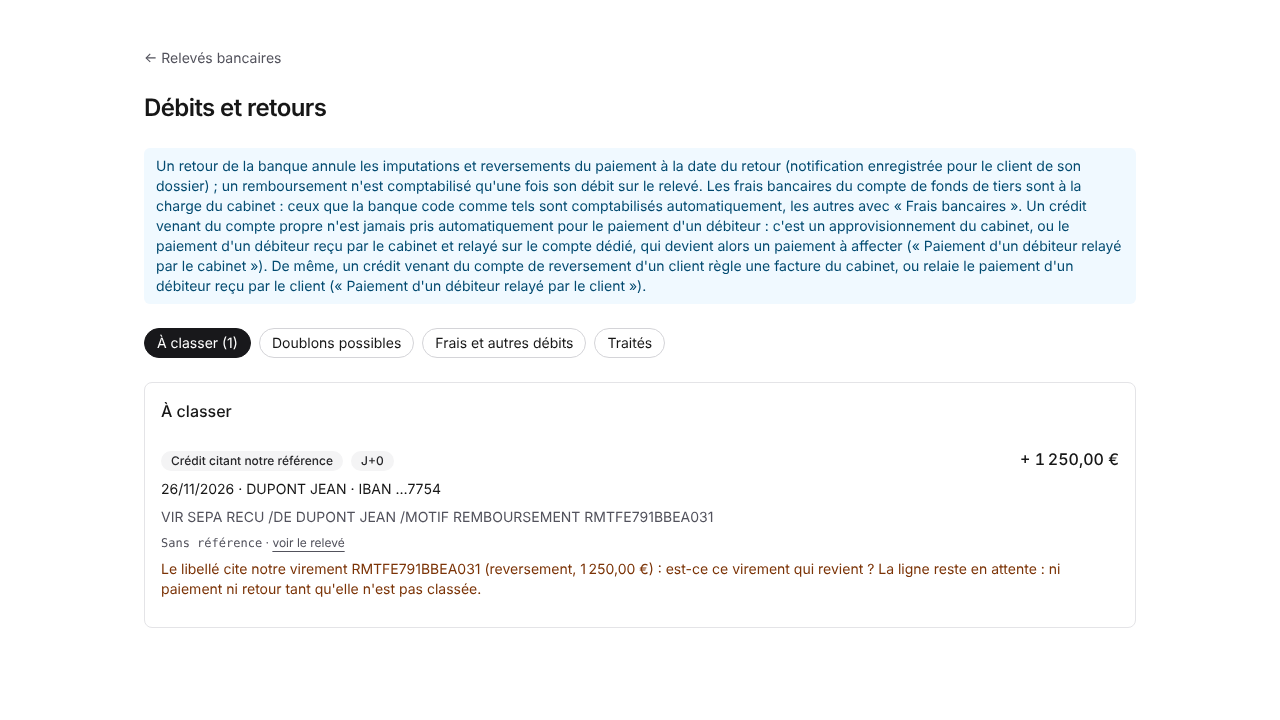 ← Relevés bancaires
Débits et retours
Un retour de la banque annule les imputations et reversements du paiement à la date du retour (notification enregistrée pour le client de son
dossier) ; un remboursement n'est comptabilisé qu'une fois son débit sur le relevé. Les frais bancaires du compte de fonds de tiers sont à la
charge du cabinet : ceux que la banque code comme tels sont comptabilisés automatiquement, les autres avec « Frais bancaires ». Un crédit
venant du compte propre n'est jamais pris automatiquement pour le paiement d'un débiteur : c'est un approvisionnement du cabinet, ou le
paiement d'un débiteur reçu par le cabinet et relayé sur le compte dédié, qui devient alors un paiement à affecter (« Paiement d'un débiteur relayé
par le cabinet »). De même, un crédit venant du compte de reversement d'un client règle une facture du cabinet, ou relaie le paiement d'un
débiteur reçu par le client (« Paiement d'un débiteur relayé par le client »).
À classer (1) Doublons possibles Frais et autres débits Traités
À classer
Crédit citant notre référence J+0 + 1 250,00 €
26/11/2026 · DUPONT JEAN · IBAN …7754
VIR SEPA RECU /DE DUPONT JEAN /MOTIF REMBOURSEMENT RMTFE791BBEA031
Sans référence · voir le relevé
Le libellé cite notre virement RMTFE791BBEA031 (reversement, 1 250,00 €) : est-ce ce virement qui revient ? La ligne reste en attente : ni
paiement ni retour tant qu'elle n'est pas classée.